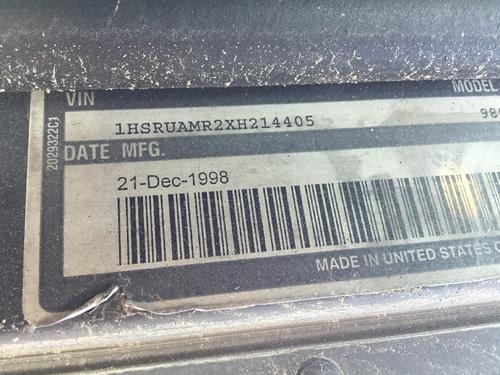 VIN
MODEL
1HSRUAMR2XH214405
DATE MFG.
21-Dec-1998
MADE IN UNITED STATES
2029322C1